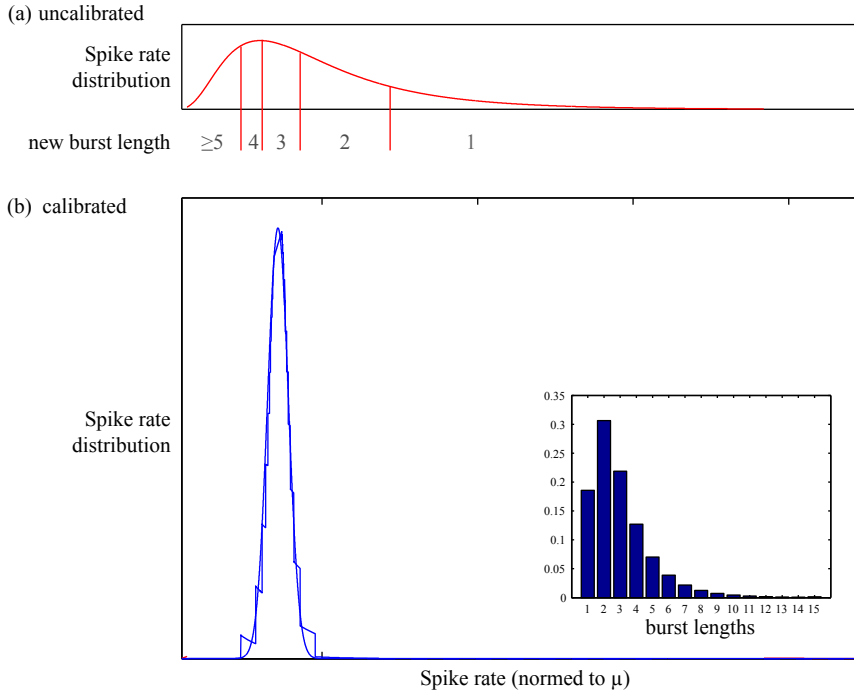 (a) uncalibrated
Spike rate
distribution
new burst length
≥5 4 3 2 1
(b) calibrated
Spike rate
distribution
0.35
0.3
0.25
0.2
0.15
0.1
0.05
0
1 2 3 4 5 6 7 8 9 10 11 12 13 14 15
burst lengths
Spike rate (normed to μ)